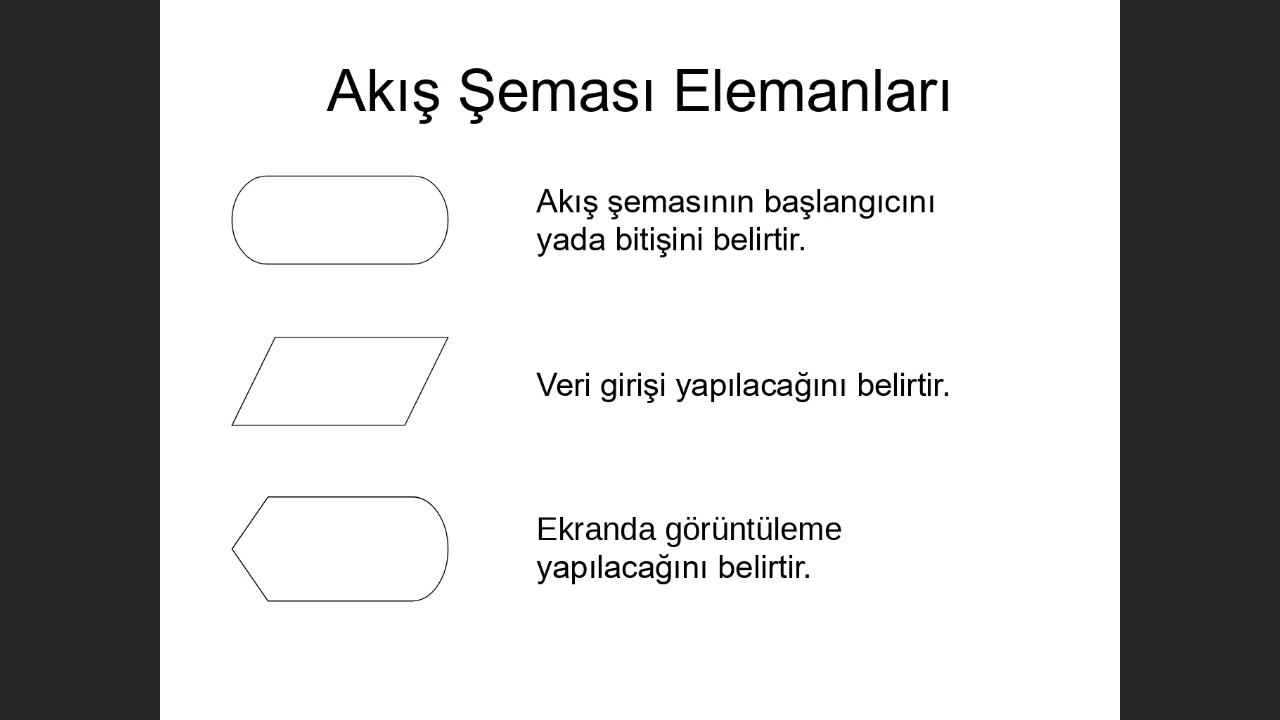 Akış Şeması Elemanları
Akış şemasının başlangıcını
yada bitişini belirtir.
Veri girişi yapılacağını belirtir.
Ekranda görüntüleme
yapılacağını belirtir.